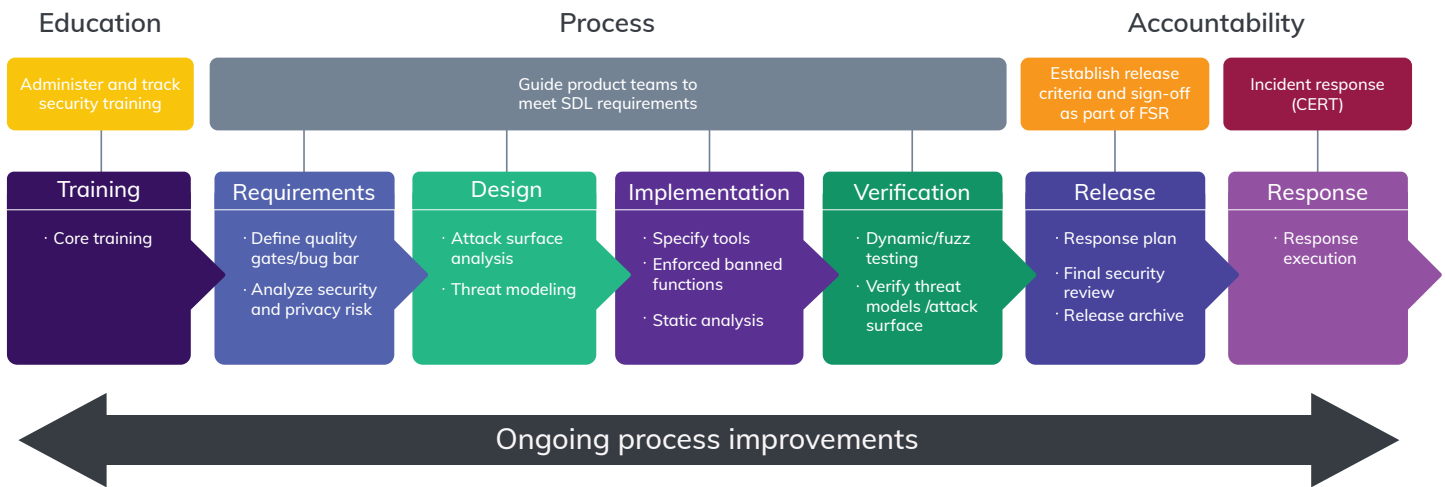 Education
Process
Accountability
Administer and track
security training
Guide product teams to
meet SDL requirements
Establish release
criteria and sign-off
as part of FSR
Incident response
(CERT)
Training
· Core training
Requirements
· Define quality
gates/bug bar
· Analyze security
and privacy risk
Design
· Attack surface
analysis
· Threat modeling
Implementation
· Specify tools
· Enforced banned
functions
· Static analysis
Verification
· Dynamic/fuzz
testing
· Verify threat
models /attack
surface
Release
· Response plan
· Final security
review
· Release archive
Response
· Response
execution
Ongoing process improvements